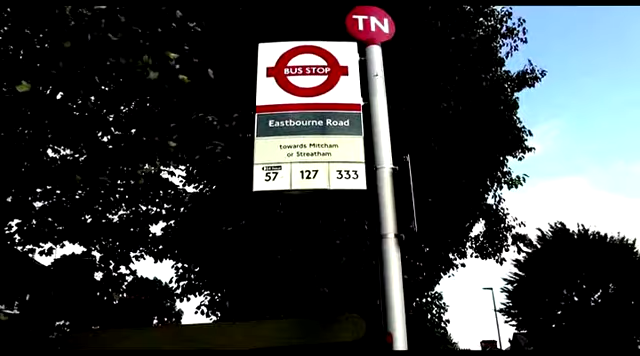 TN
BUS STOP
Eastbourne Road
towards Mitcham
or Streatham
57 127 333